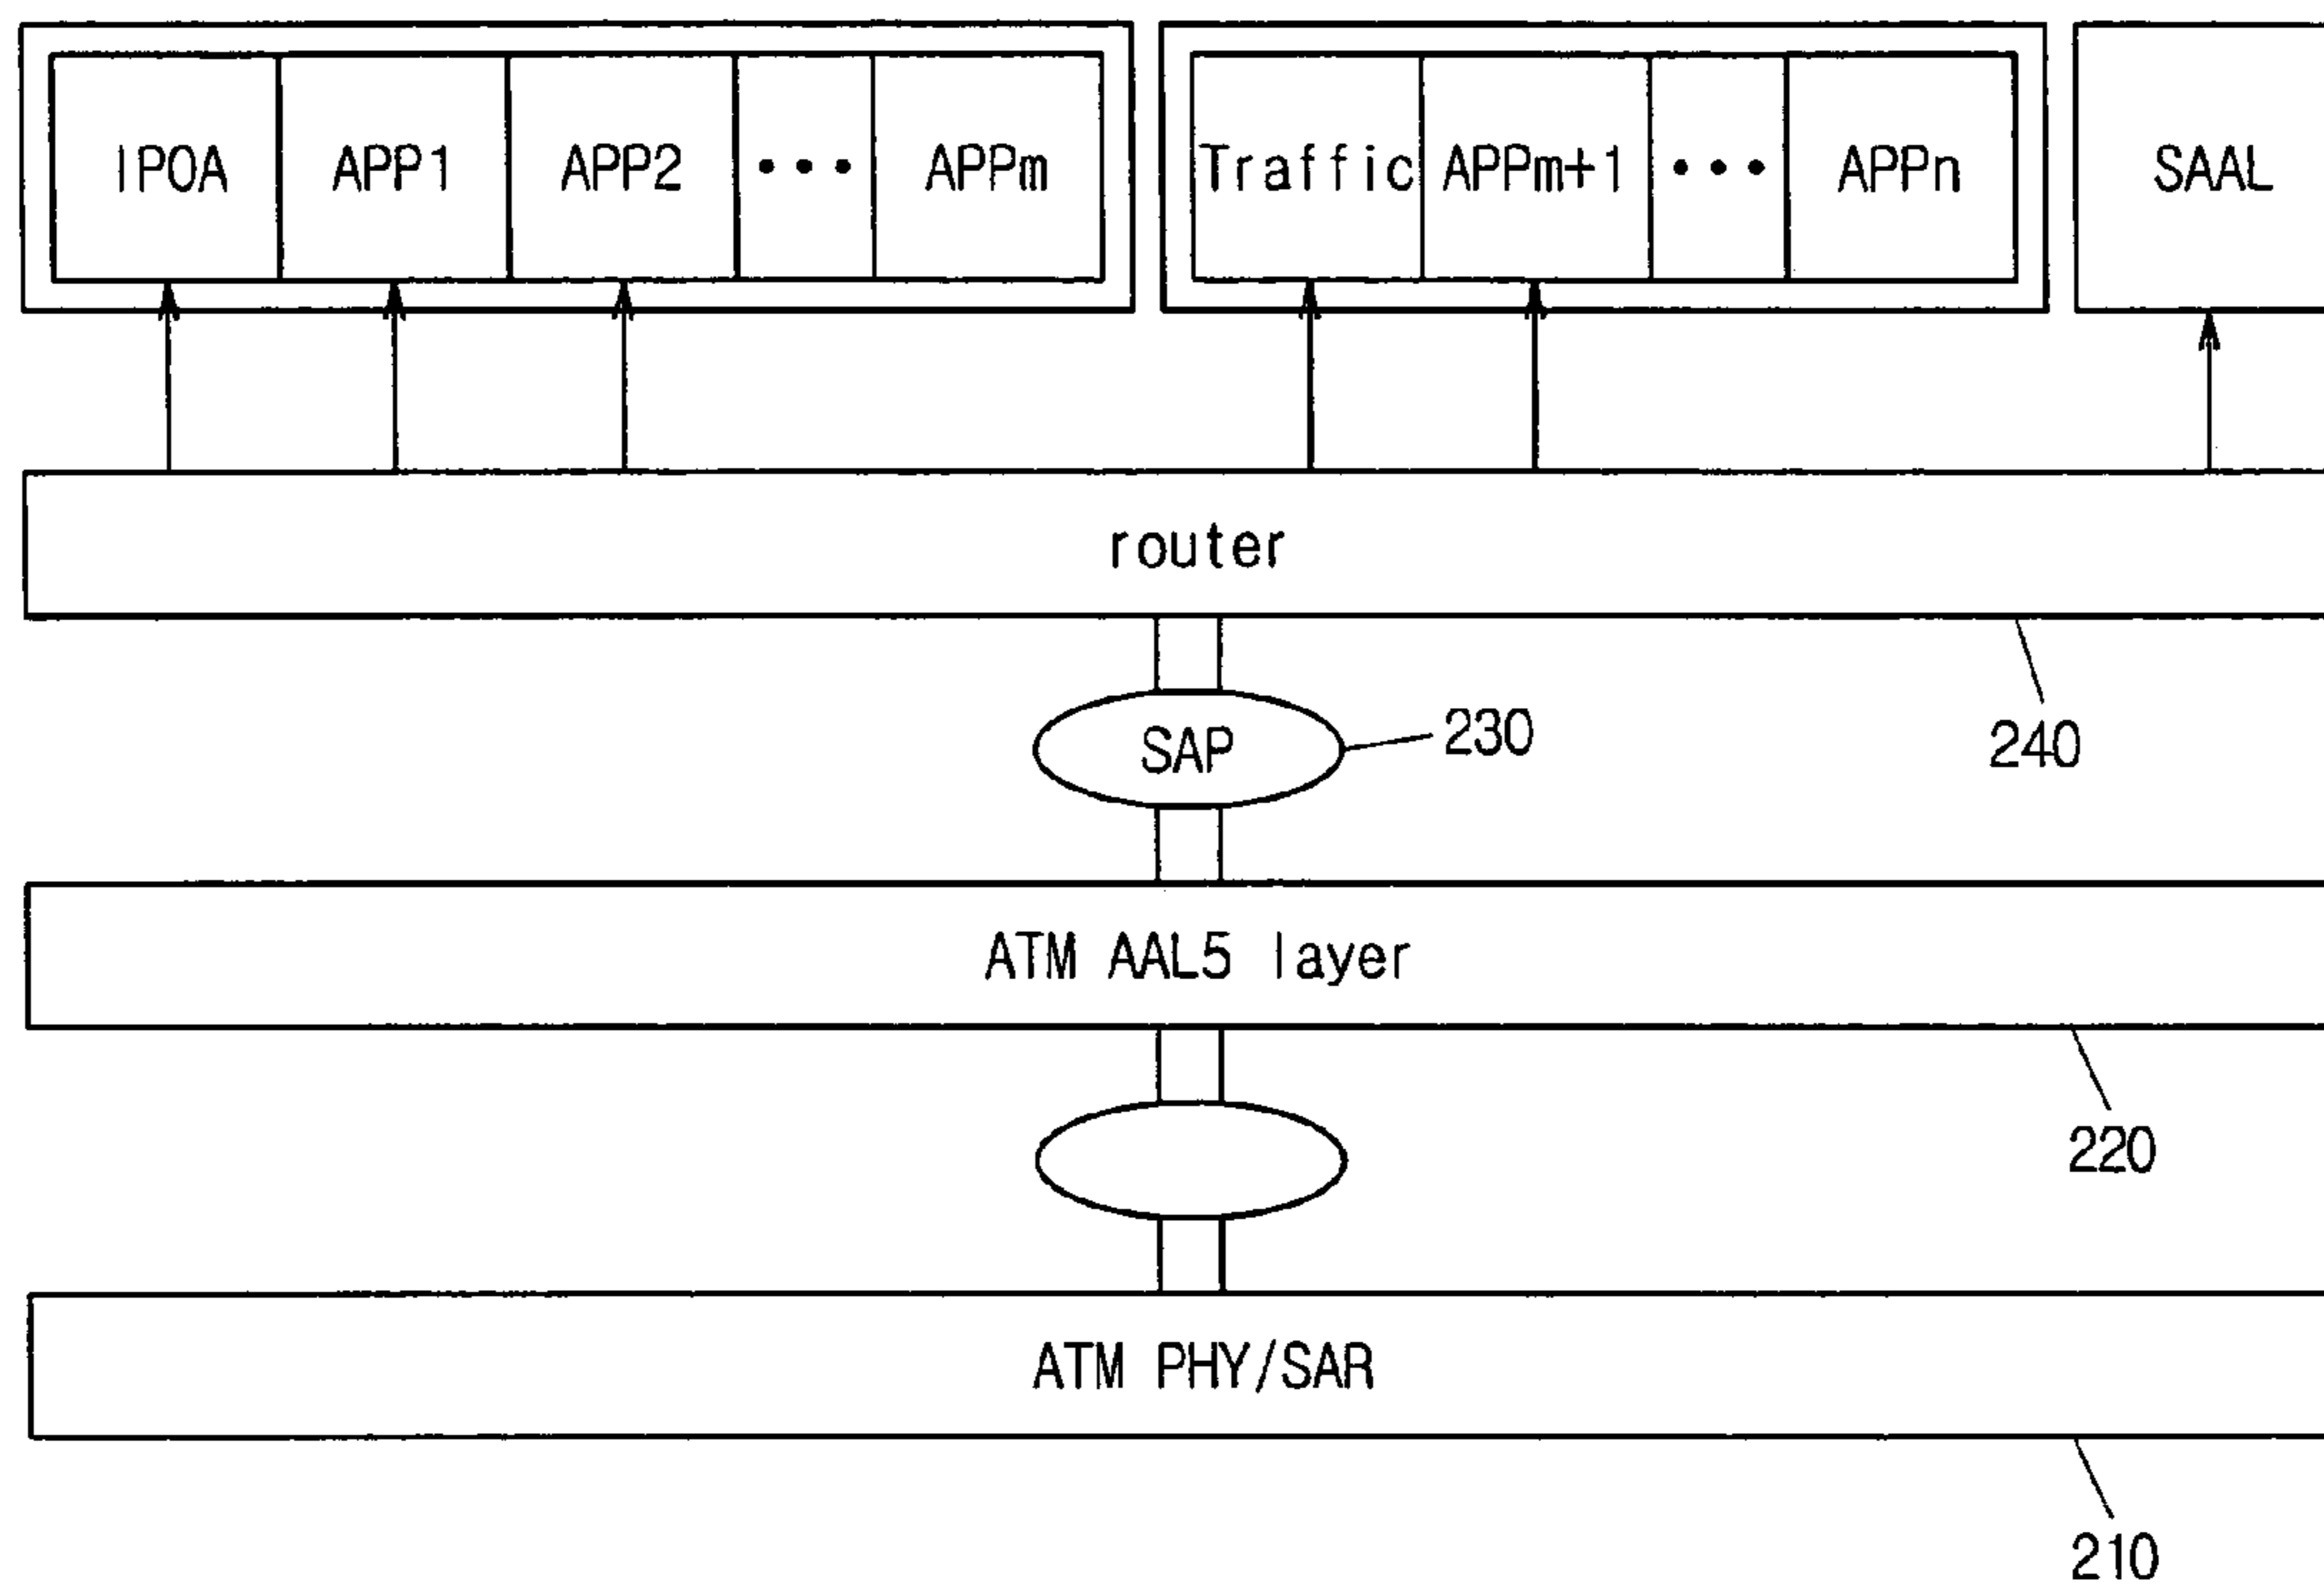 IPOA APP1 APP2 ••• APPm Traffic APPm+1 ••• APPn SAAL
router
SAP 230
240
ATM AAL5 layer
220
ATM PHY/SAR
210